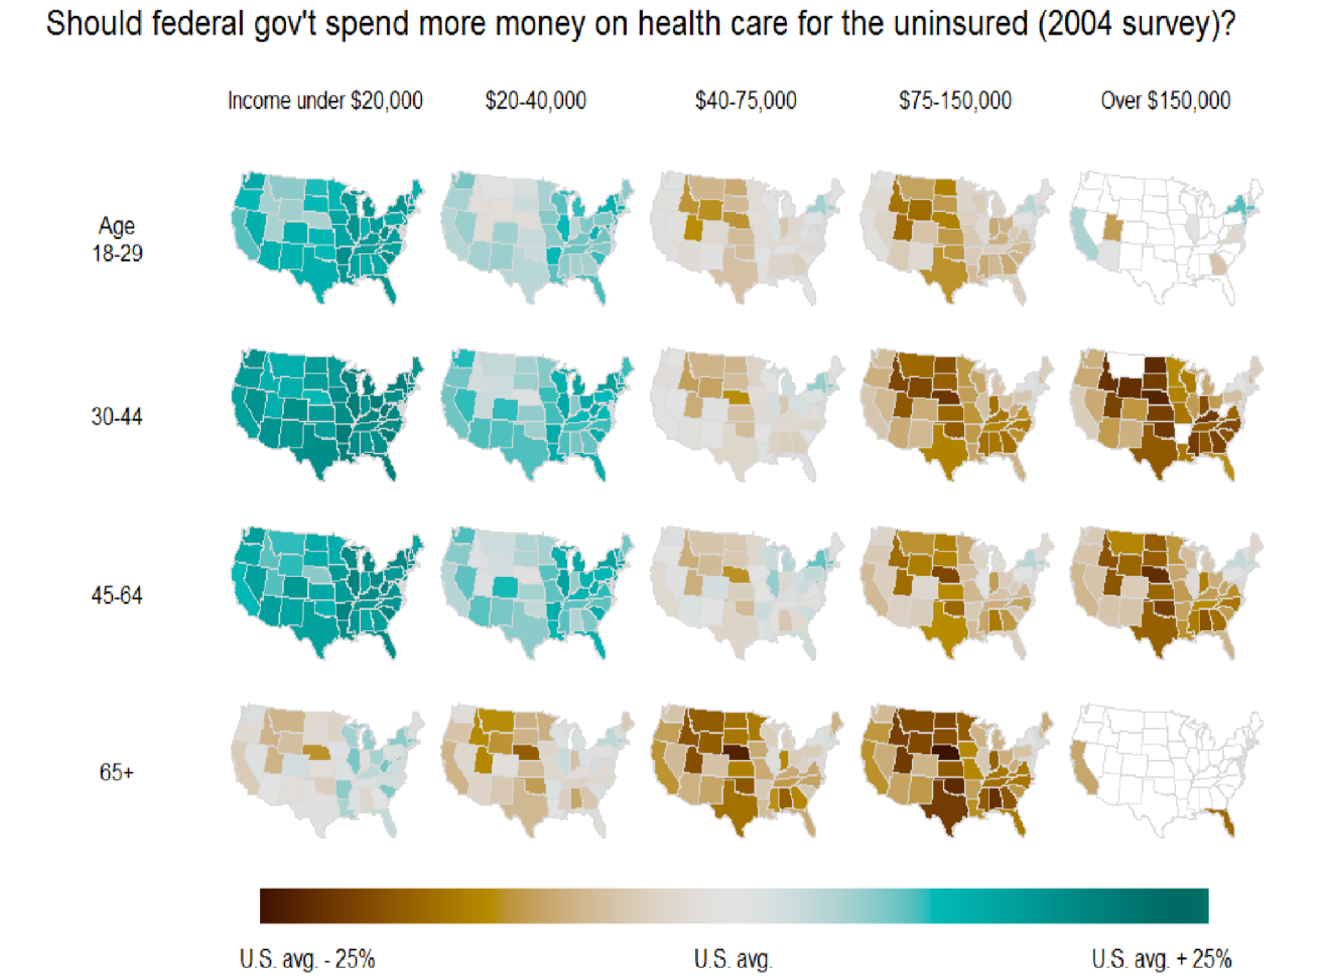 Should federal gov't spend more money on health care for the uninsured (2004 survey)?
Income under $20,000 $20-40,000 $40-75,000 $75-150,000 Over $150,000
Age
18-29
30-44
45-64
65+
U.S. avg. - 25% U.S. avg. U.S. avg. + 25%